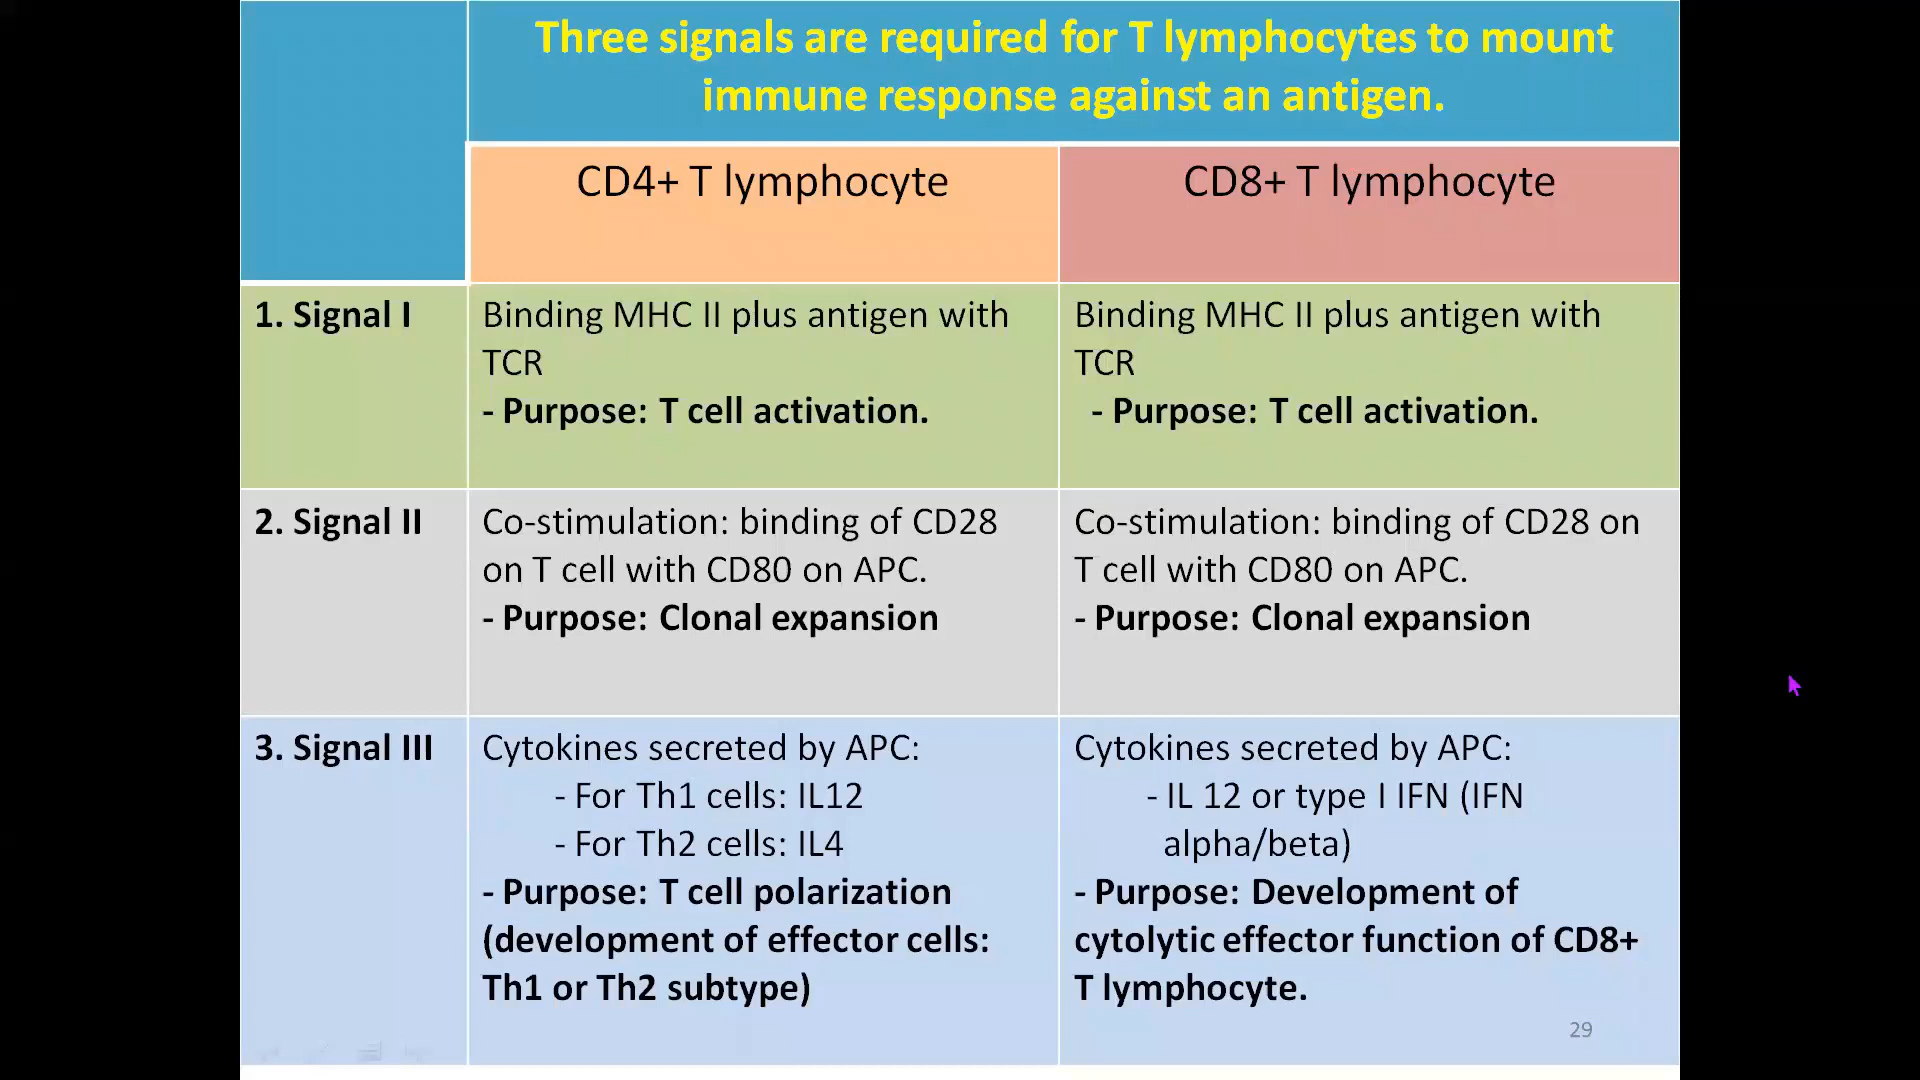 Three signals are required for T lymphocytes to mount
immune response against an antigen.
CD4+ T lymphocyte
CD8+ T lymphocyte
1. Signal I
Binding MHC II plus antigen with
TCR
- Purpose: T cell activation.
Binding MHC II plus antigen with
TCR
- Purpose: T cell activation.
2. Signal II
Co-stimulation: binding of CD28
on T cell with CD80 on APC.
- Purpose: Clonal expansion
Co-stimulation: binding of CD28 on
T cell with CD80 on APC.
- Purpose: Clonal expansion
3. Signal III
Cytokines secreted by APC:
- For Th1 cells: IL12
- For Th2 cells: IL4
- Purpose: T cell polarization
(development of effector cells:
Th1 or Th2 subtype)
Cytokines secreted by APC:
- IL 12 or type I IFN (IFN
alpha/beta)
- Purpose: Development of
cytolytic effector function of CD8+
T lymphocyte.
29